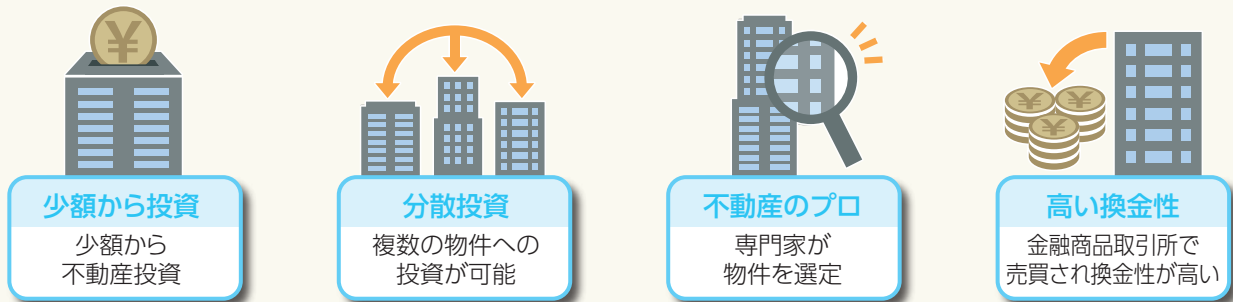 ¥
少額から投資
少額から
不動産投資
分散投資
複数の物件への
投資が可能
不動産のプロ
専門家が
物件を選定
¥ ¥
¥
高い換金性
金融商品取引所で
売買され換金性が高い